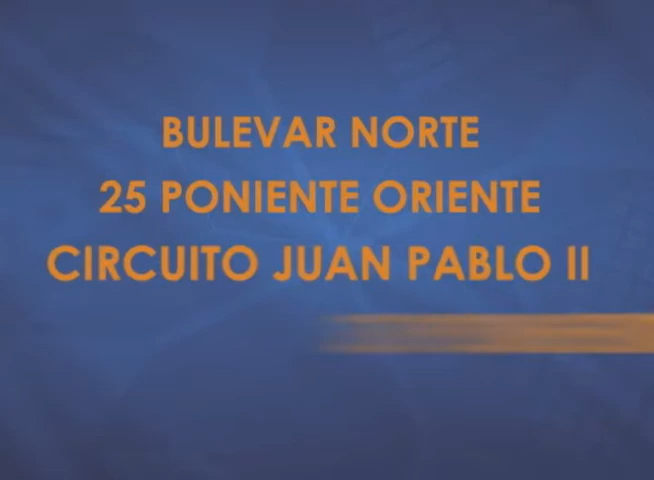 BULEVAR NORTE
25 PONIENTE ORIENTE
CIRCUITO JUAN PABLO II